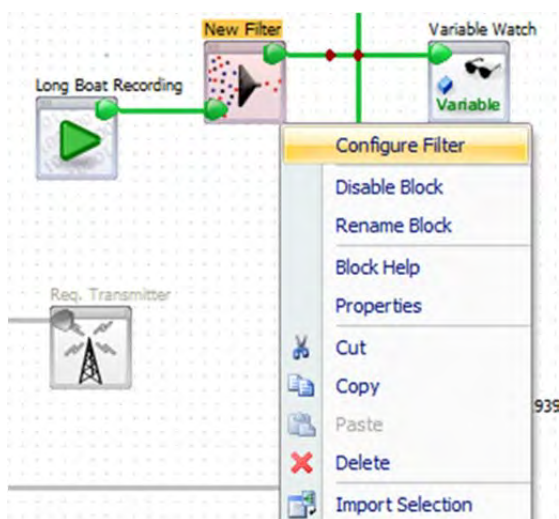 New Filter
Variable Watch
Long Boat Recording
Variable
Configure Filter
Disable Block
Rename Block
Block Help
Properties
Req. Transmitter
Cut
Copy
939
Paste
Delete
Import Selection